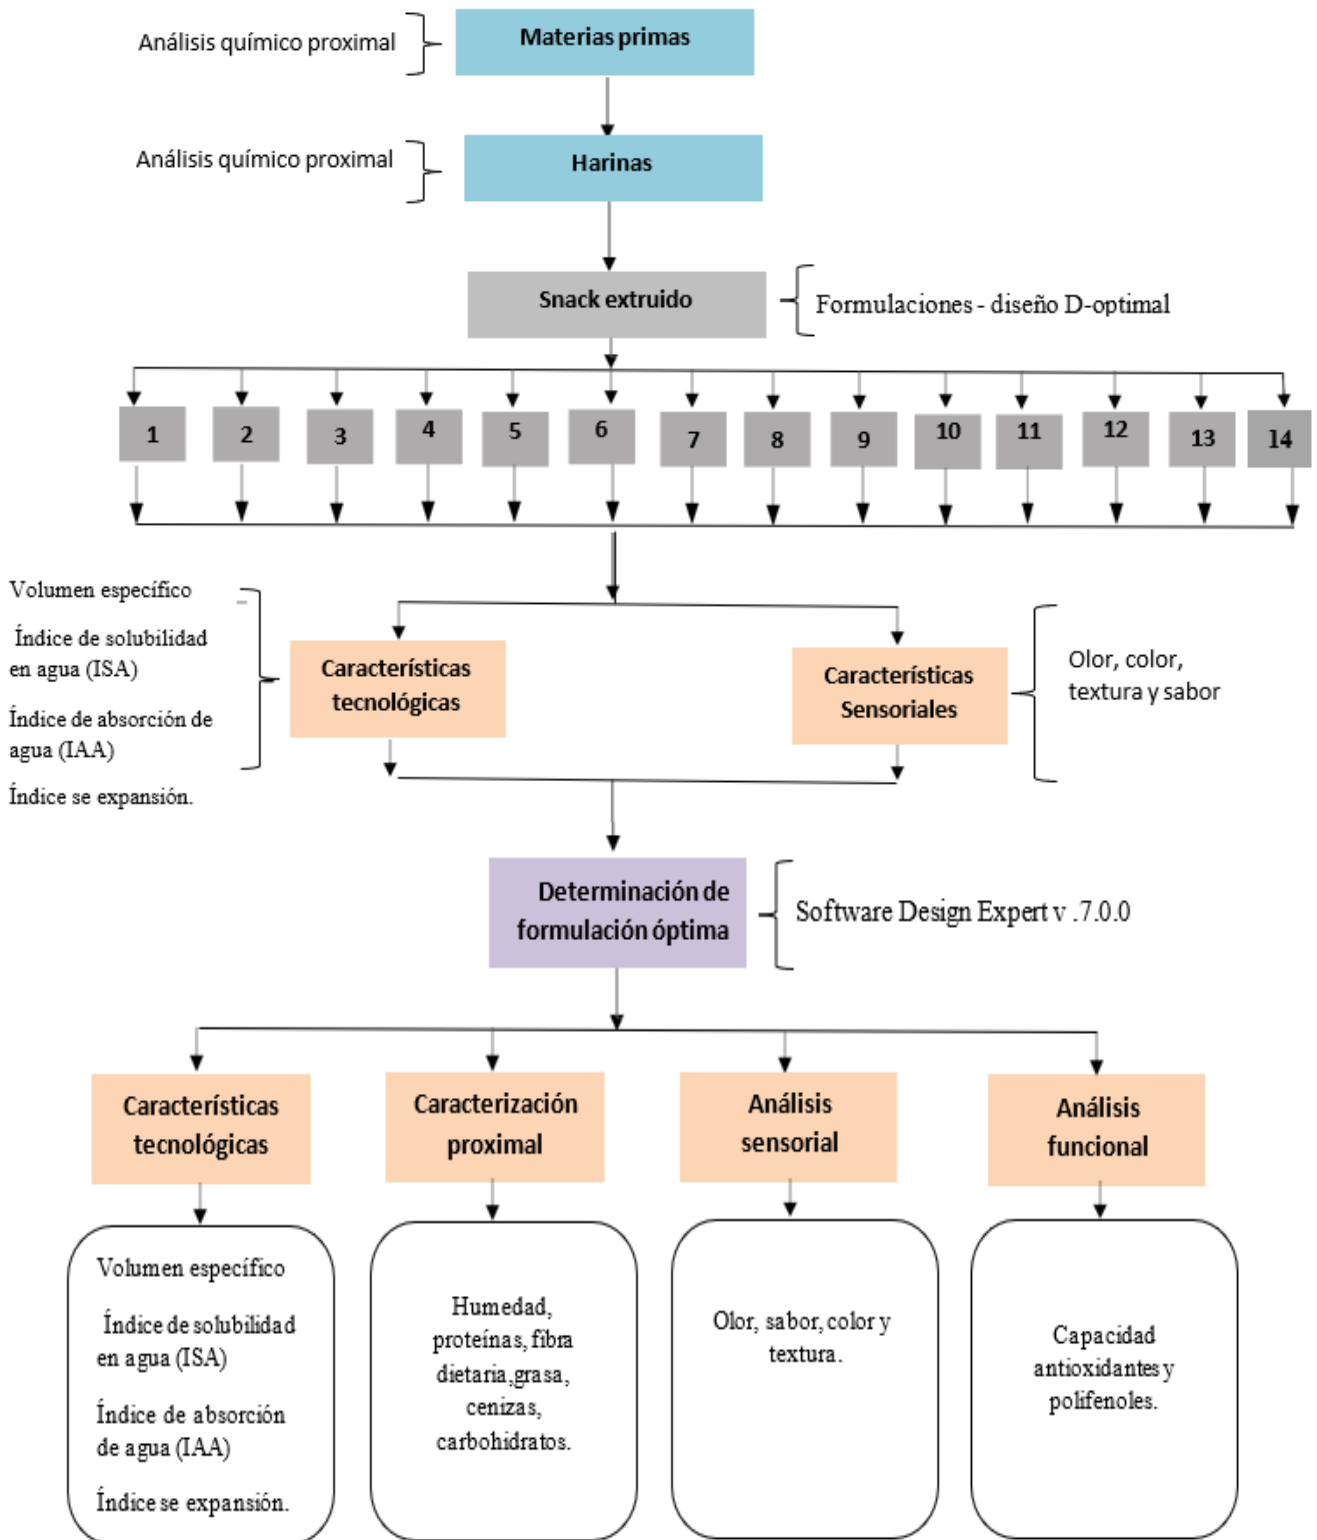 Análisis químico proximal
Materias primas
Análisis químico proximal
Harinas
Snack extruido
Formulaciones - diseño D-optimal
1 2 3 4 5 6 7 8 9 10 11 12 13 14
Volumen específico
Índice de solubilidad
en agua (ISA)
Índice de absorción de
agua (IAA)
Índice se expansión.
Características
tecnológicas
Características
Sensoriales
Olor, color,
textura y sabor
Determinación de
formulación óptima
Software Design Expert v .7.0.0
Características
tecnológicas
Caracterización
proximal
Análisis
sensorial
Análisis
funcional
Volumen específico
Índice de solubilidad
en agua (ISA)
Índice de absorción
de agua (IAA)
Índice se expansión.
Humedad,
proteínas, fibra
dietaria,grasa,
cenizas,
carbohidratos.
Olor, sabor, color y
textura.
Capacidad
antioxidantes y
polifenoles.